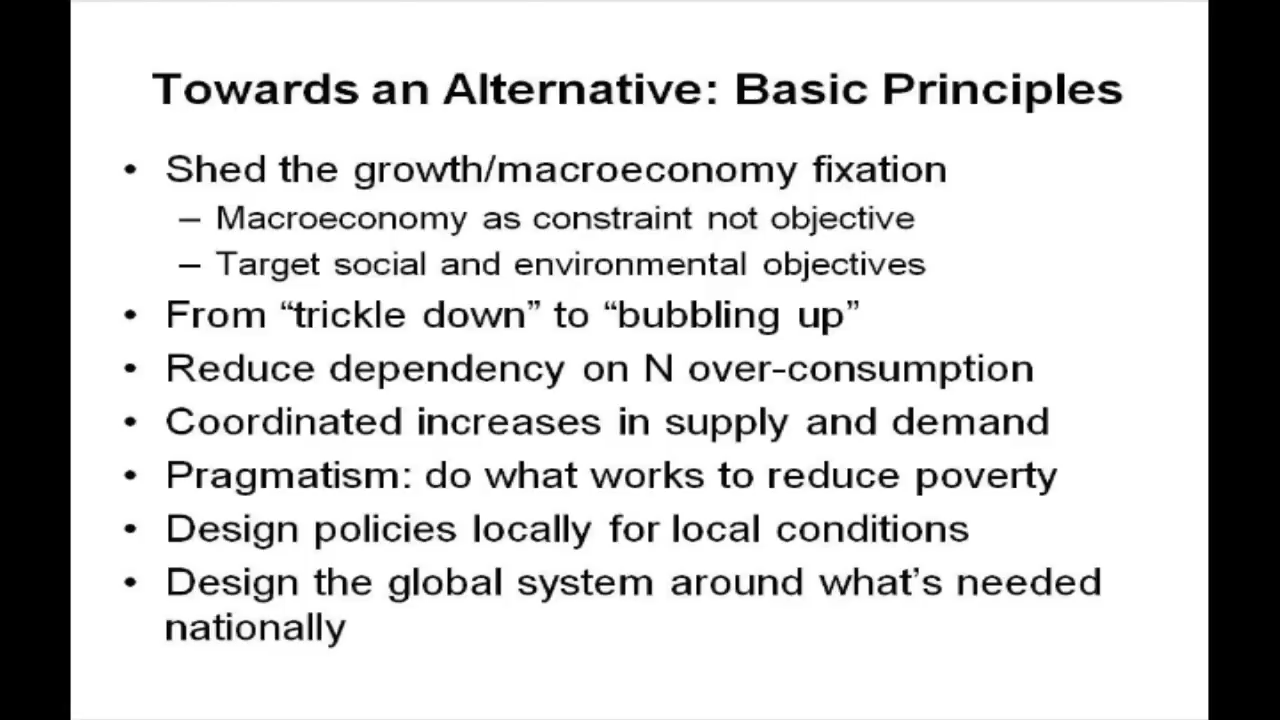 Towards an Alternative: Basic Principles
• Shed the growth/macroeconomy fixation
– Macroeconomy as constraint not objective
– Target social and environmental objectives
• From “trickle down” to “bubbling up”
• Reduce dependency on N over-consumption
• Coordinated increases in supply and demand
• Pragmatism: do what works to reduce poverty
• Design policies locally for local conditions
• Design the global system around what’s needed
nationally